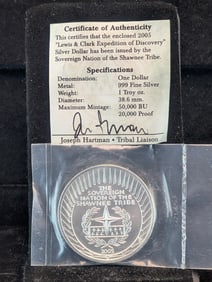 Certificate of Authenticity
This certifies that the enclosed 2003
"Lewis & Clark Expedition of Discovery"
Silver Dollar has been issued by the
Sovereign Nation of the Shawnee Tribe.
Specifications
Denomination: One Dollar
Metal: 999 Fine Silver
Weight: 1 Troy oz.
Diameter: 38.6 mm.
Maximum Mintage: 50,000 BU
20,000 Proof
Joseph Hartman • Tribal Liaison
THE
SOVEREIGN
NATION OF THE
SHAWNEE TRIBE
2003